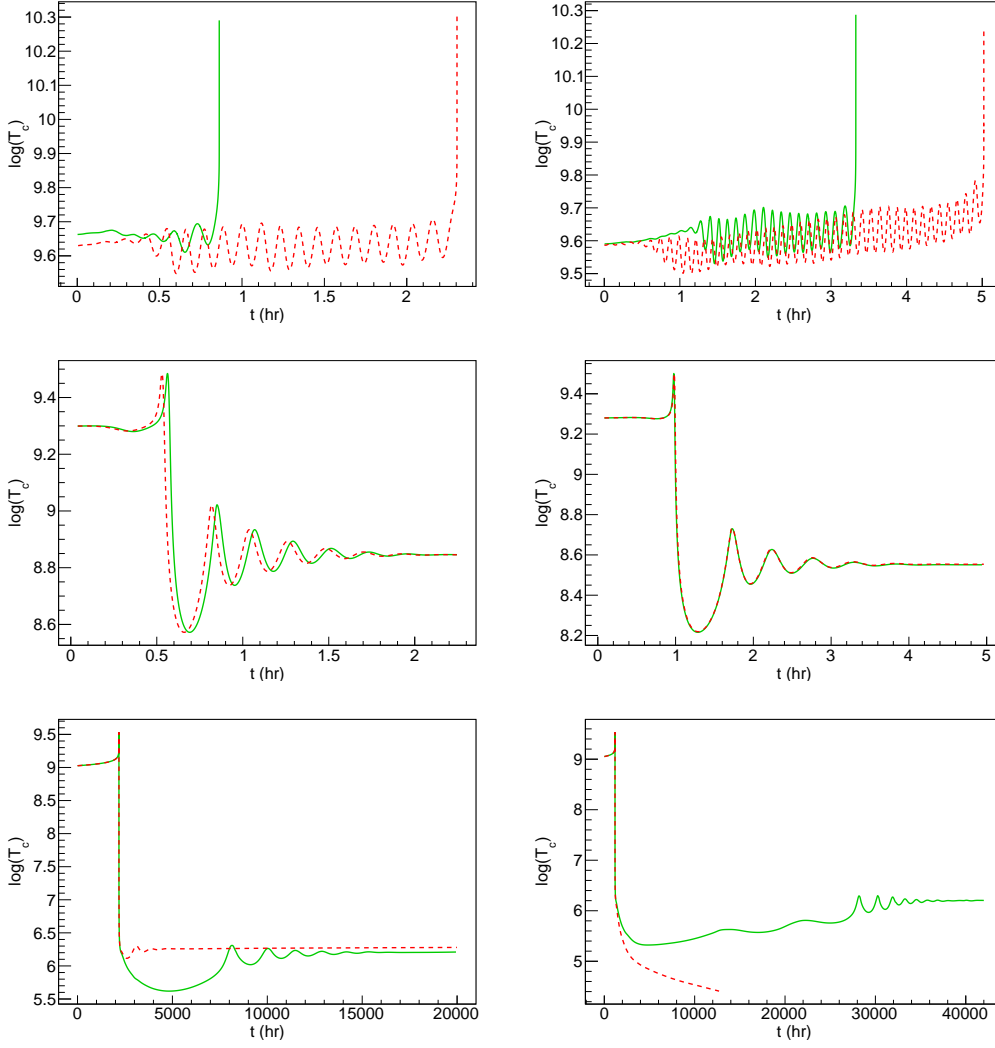 10.3
10.2
10.1
10
9.9
9.8
9.7
9.6
log(T_c)
0 0.5 1 1.5 2
t (hr)
10.3
10.2
10.1
10
9.9
9.8
9.7
9.6
9.5
log(T_c)
0 1 2 3 4 5
t (hr)
9.4
9.2
9
8.8
8.6
log(T_c)
0 0.5 1 1.5 2
t (hr)
9.4
9.2
9
8.8
8.6
8.4
8.2
log(T_c)
0 1 2 3 4 5
t (hr)
9.5
9
8.5
8
7.5
7
6.5
6
5.5
log(T_c)
0 5000 10000 15000 20000
t (hr)
9
8
7
6
5
log(T_c)
0 10000 20000 30000 40000
t (hr)